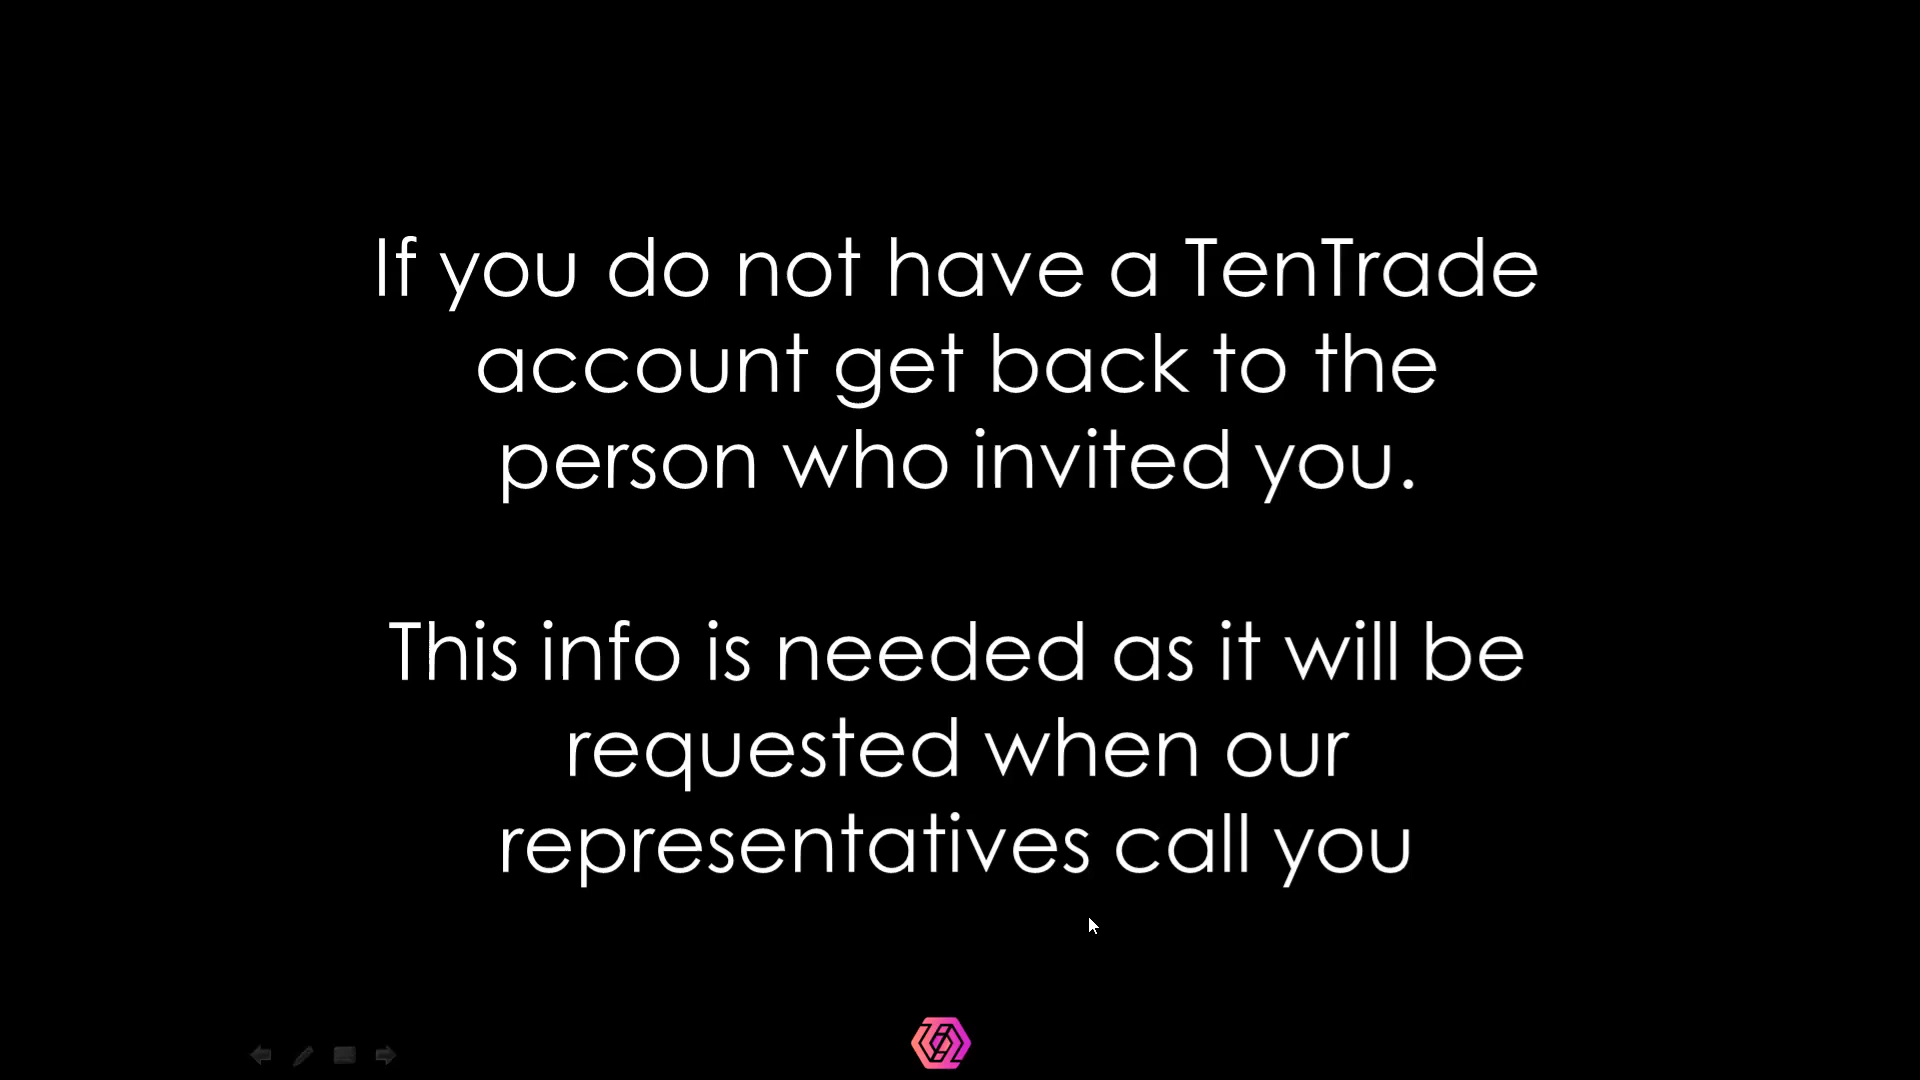 If you do not have a TenTrade
account get back to the
person who invited you.
This info is needed as it will be
requested when our
representatives call you